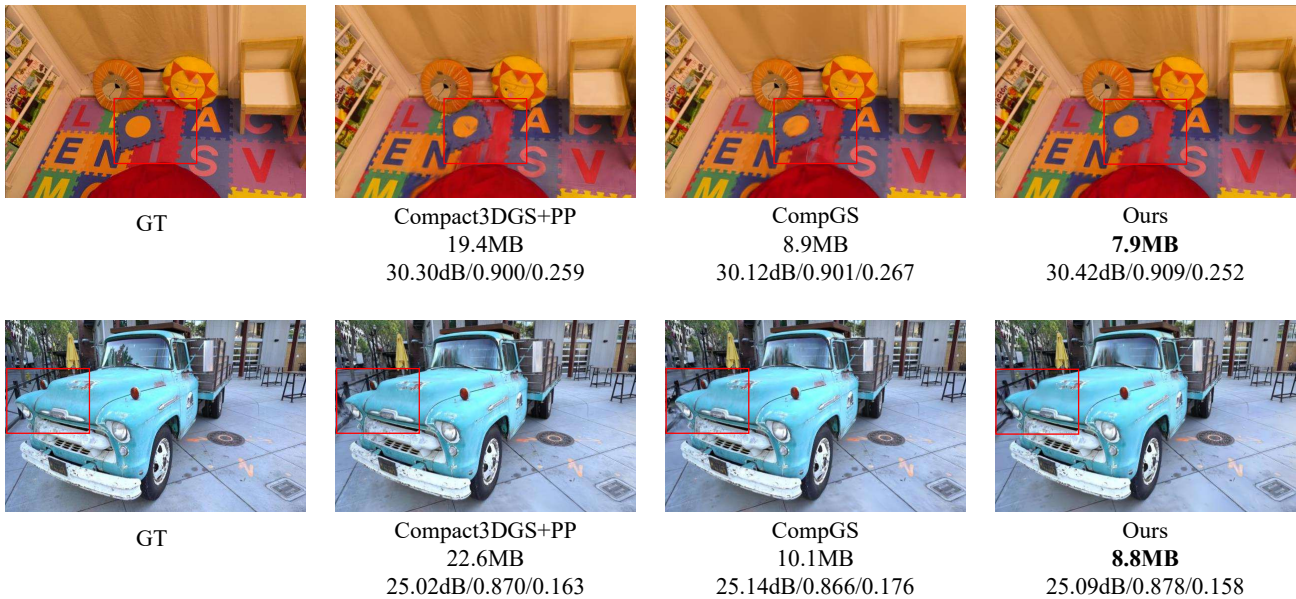 GT
Compact3DGS+PP
19.4MB
30.30dB/0.900/0.259
CompGS
8.9MB
30.12dB/0.901/0.267
Ours
7.9MB
30.42dB/0.909/0.252
GT
Compact3DGS+PP
22.6MB
25.02dB/0.870/0.163
CompGS
10.1MB
25.14dB/0.866/0.176
Ours
8.8MB
25.09dB/0.878/0.158